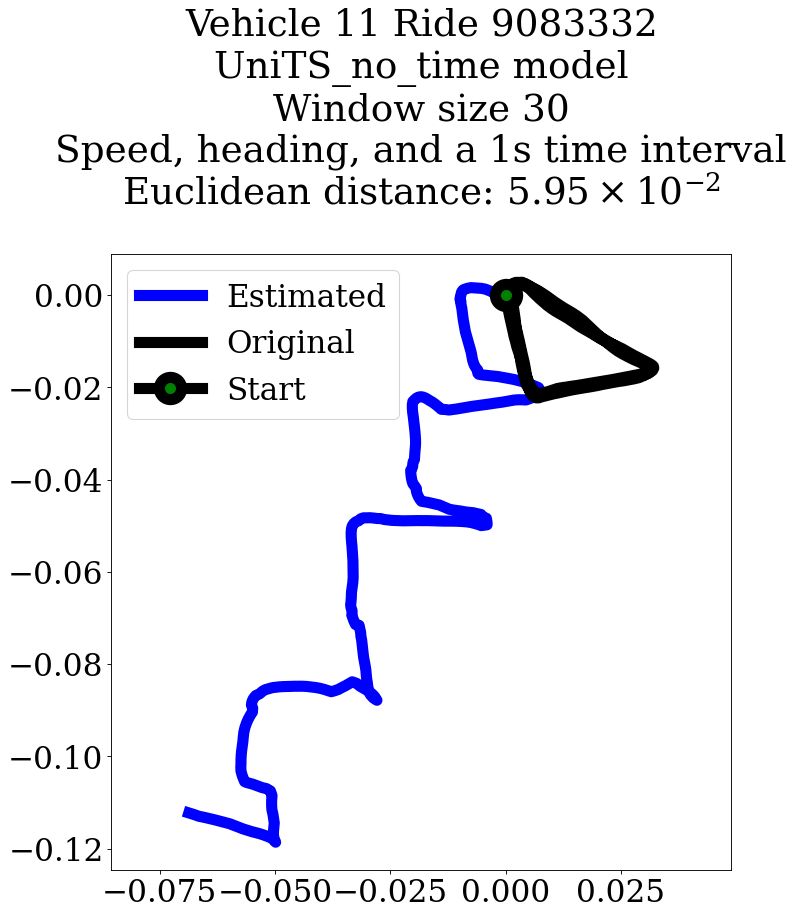 Vehicle 11 Ride 9083332
UniTS_no_time model
Window size 30
Speed, heading, and a 1s time interval
Euclidean distance: 5.95 × 10⁻²
Estimated
Original
Start
0.00
−0.02
−0.04
−0.06
−0.08
−0.10
−0.12
−0.075 −0.050 −0.025 0.000 0.025